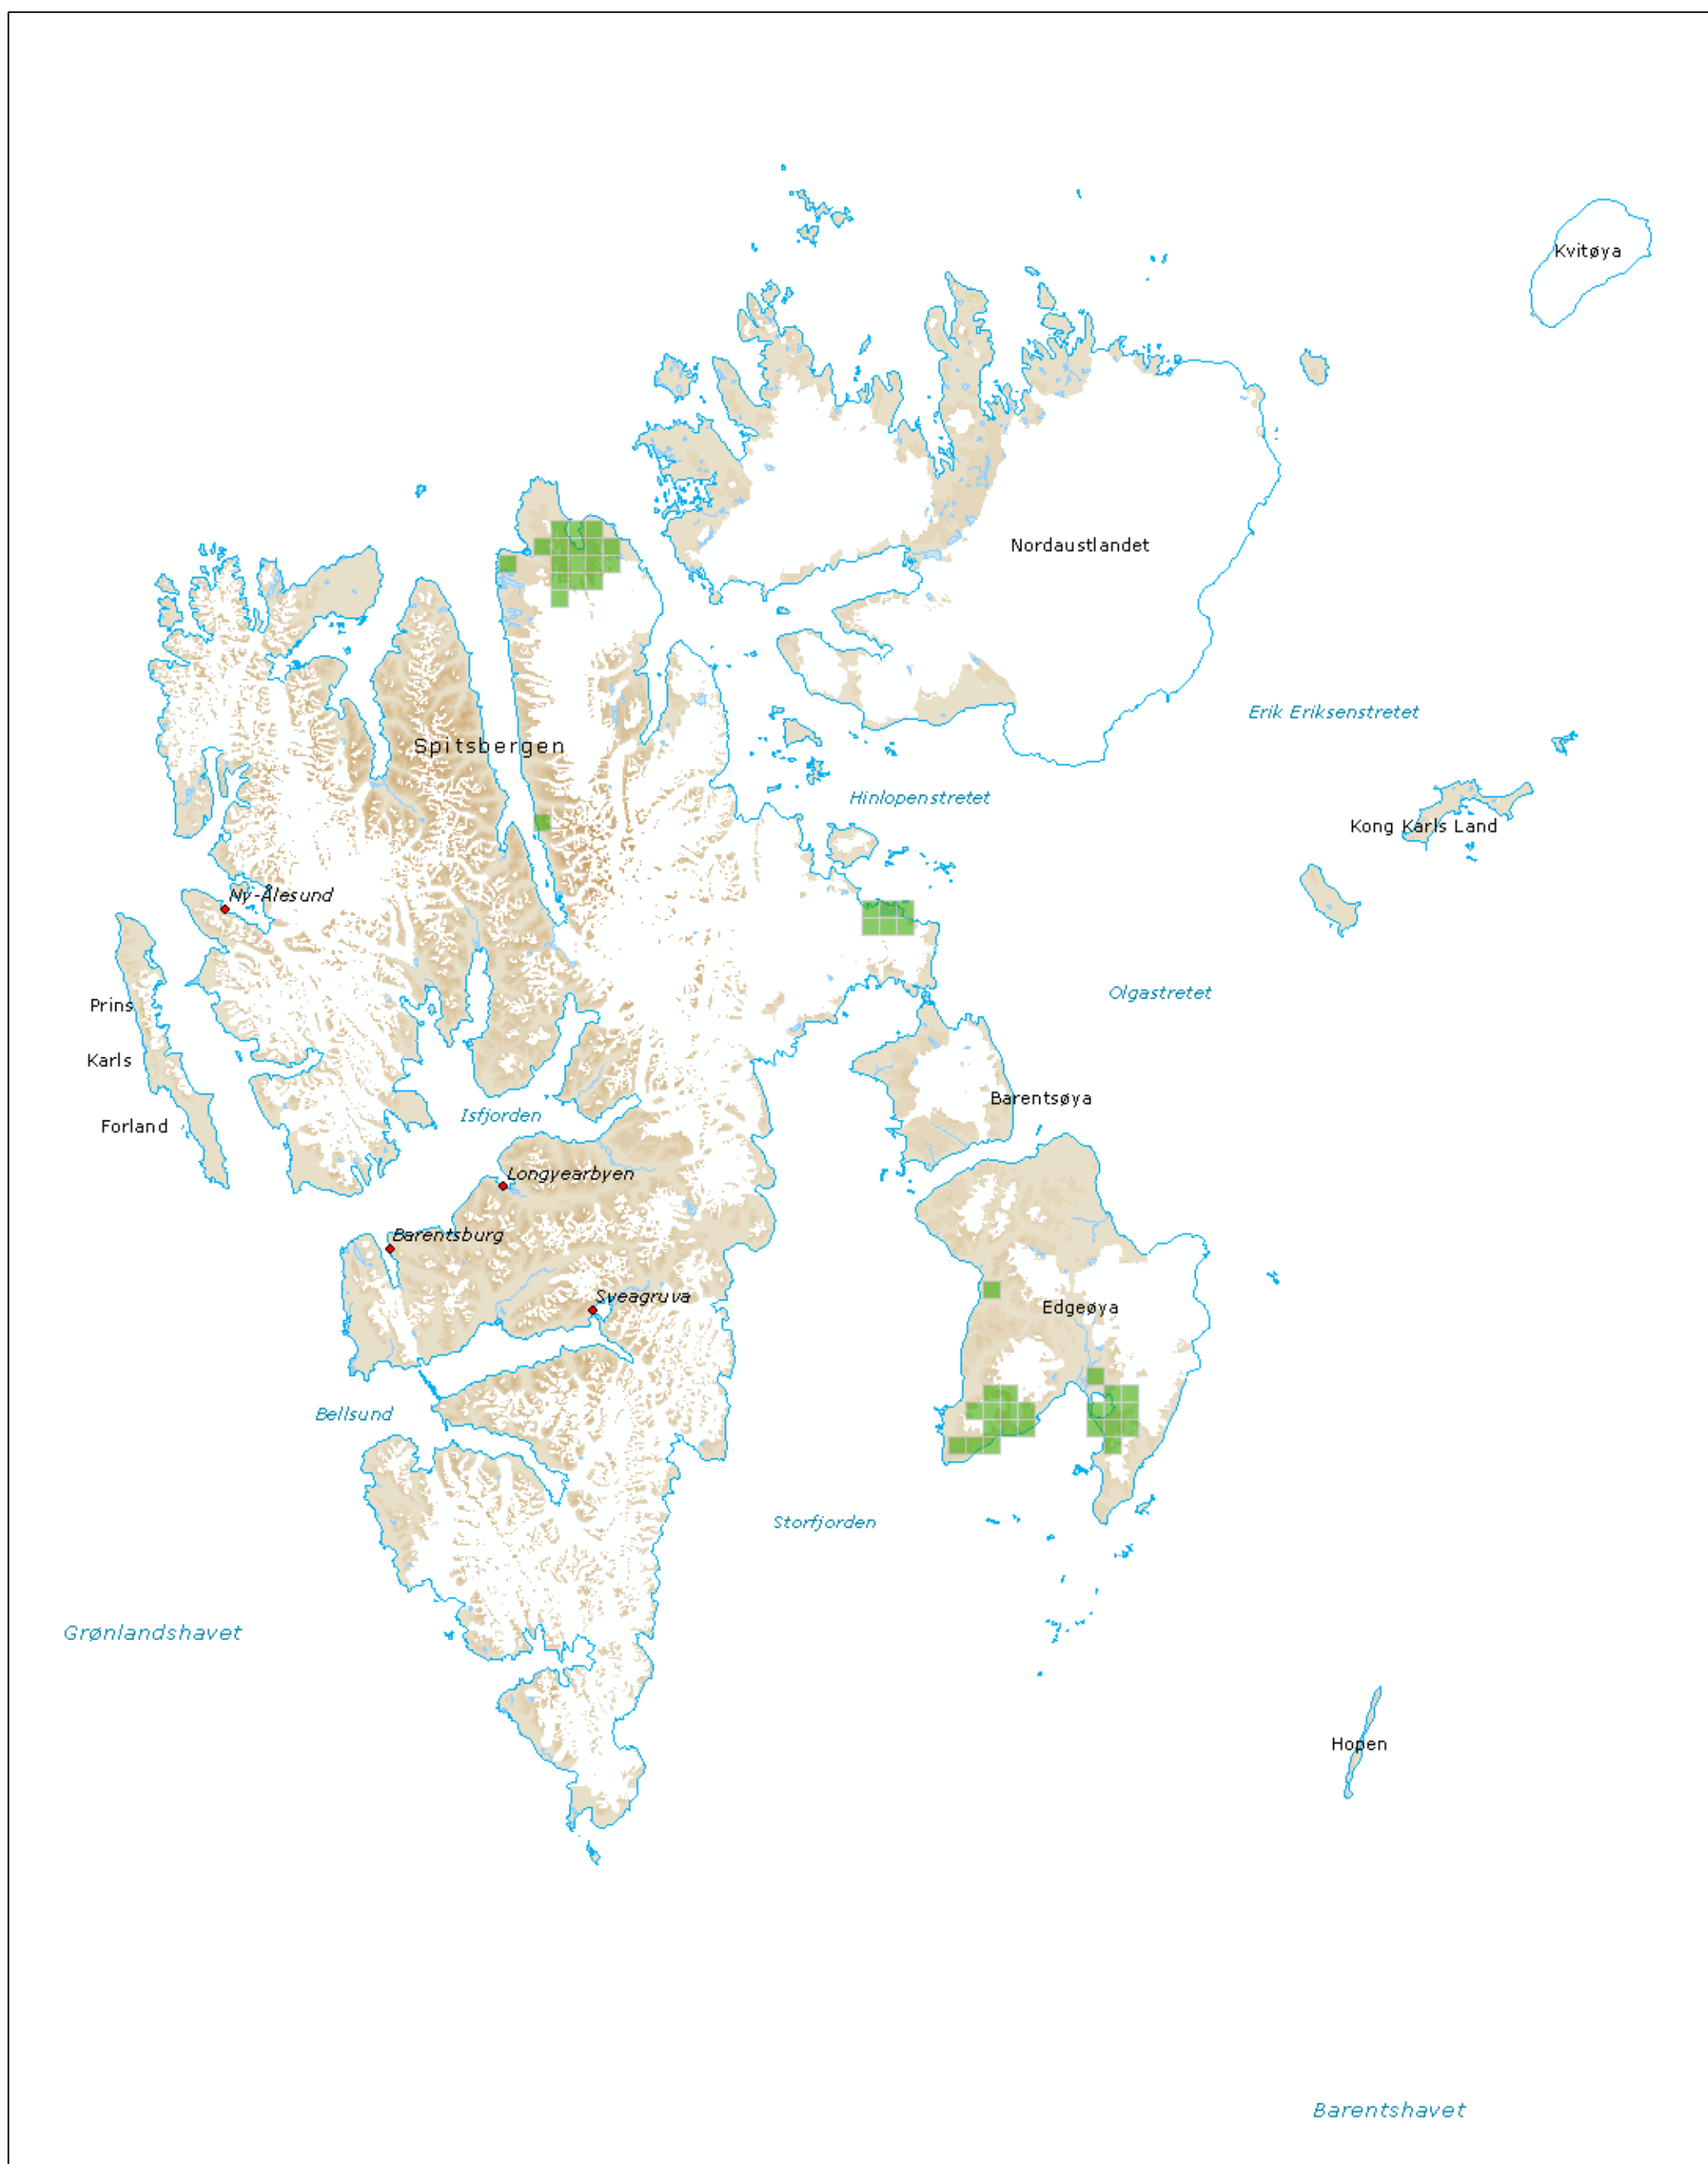 Kvitøya
Nordaustlandet
Erik Eriksenstretet
Spitsbergen
Hinlopenstretet
Kong Karls Land
Ny-Ålesund
Olgastretet
Prins
Karls
Forland
Barentsøya
Isfjorden
Longyearbyen
Barentsburg
Sveagruva
Edgeøya
Bellsund
Storfjorden
Grønlandshavet
Hopen
Barentshavet